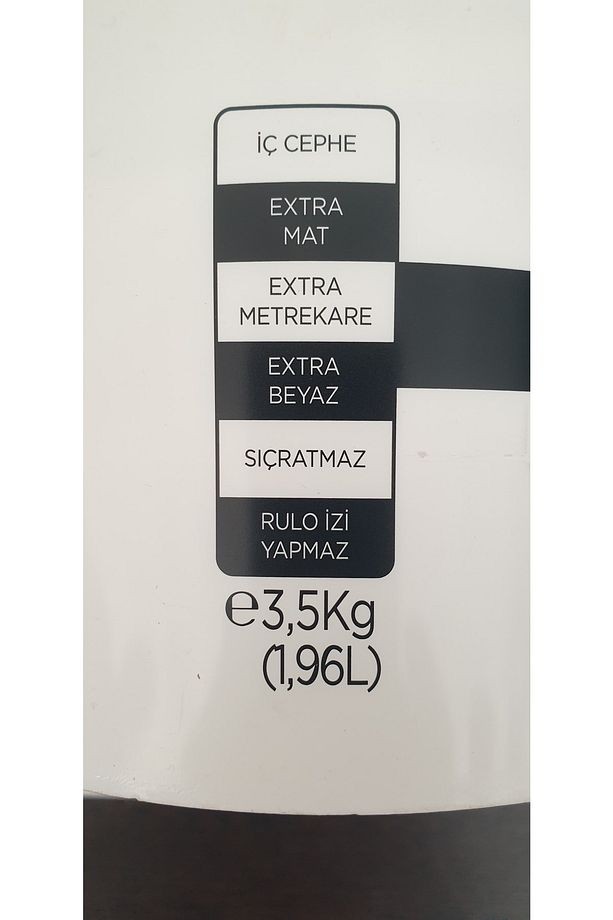 İÇ CEPHE
EXTRA
MAT
EXTRA
METREKARE
EXTRA
BEYAZ
SIÇRATMAZ
RULO İZİ
YAPMAZ
℮3,5Kg
(1,96L)